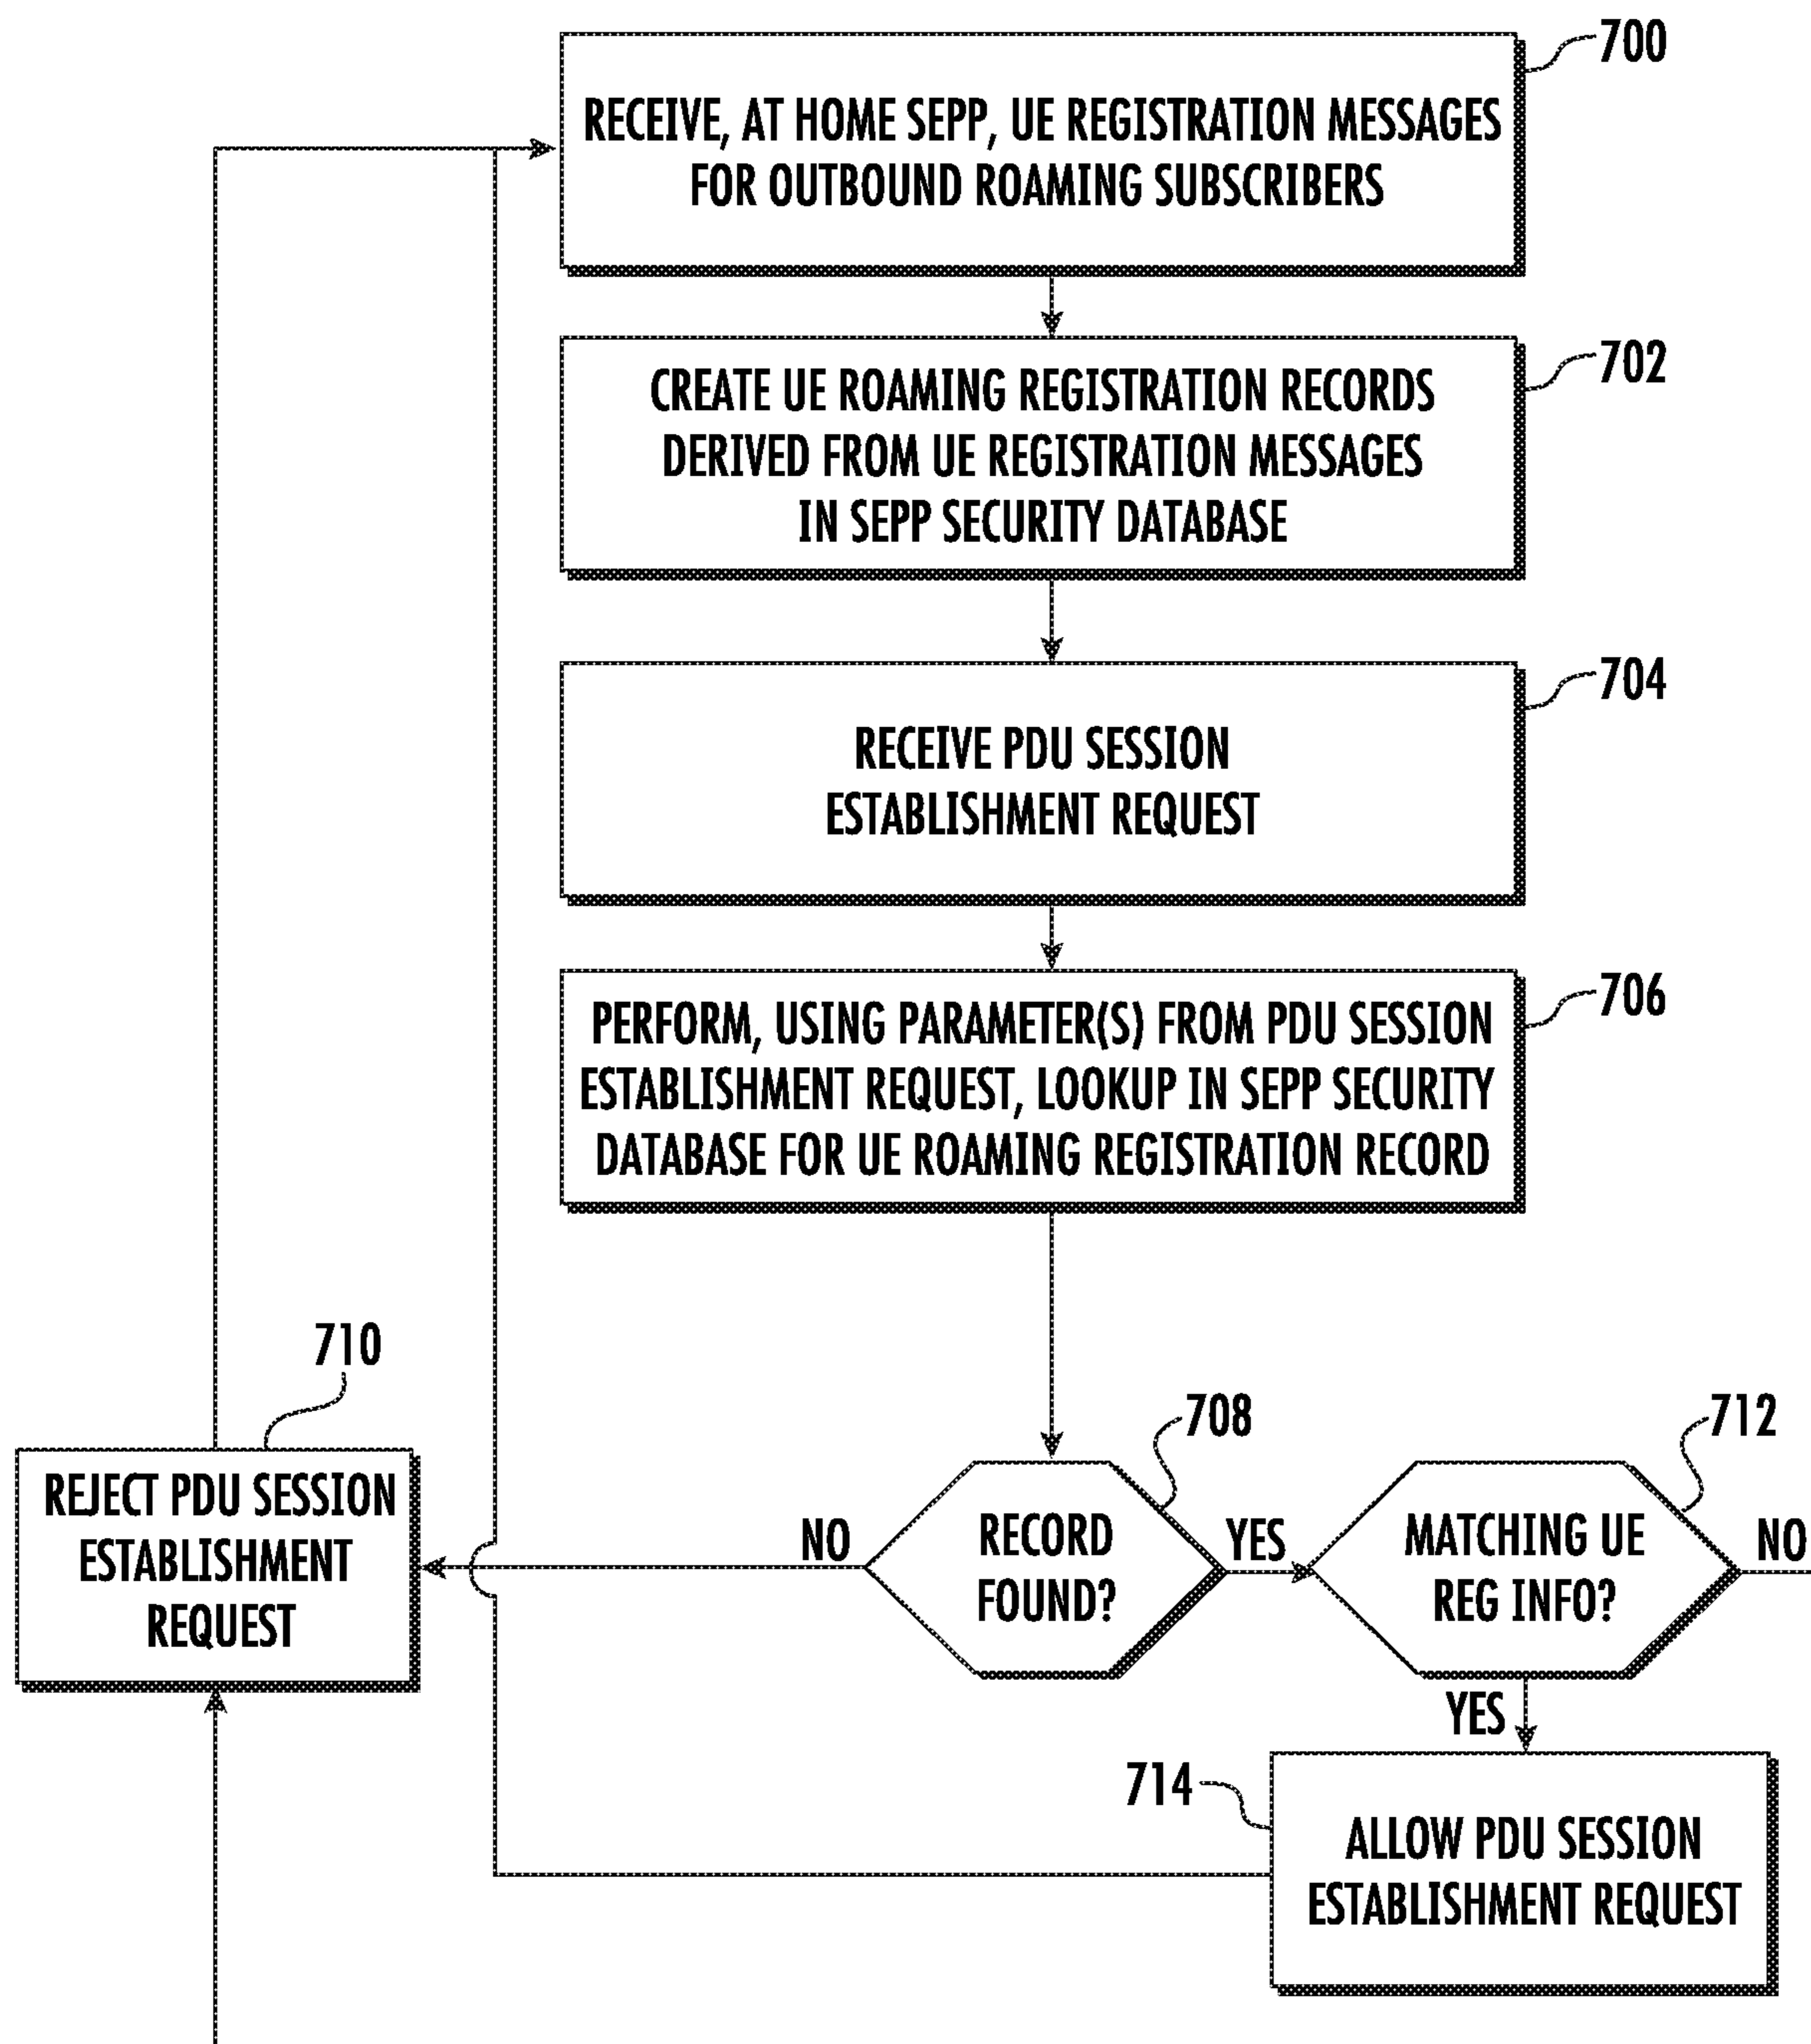 700
RECEIVE, AT HOME SEPP, UE REGISTRATION MESSAGES
FOR OUTBOUND ROAMING SUBSCRIBERS
702
CREATE UE ROAMING REGISTRATION RECORDS
DERIVED FROM UE REGISTRATION MESSAGES
IN SEPP SECURITY DATABASE
704
RECEIVE PDU SESSION
ESTABLISHMENT REQUEST
706
PERFORM, USING PARAMETER(S) FROM PDU SESSION
ESTABLISHMENT REQUEST, LOOKUP IN SEPP SECURITY
DATABASE FOR UE ROAMING REGISTRATION RECORD
710
REJECT PDU SESSION
ESTABLISHMENT
REQUEST
NO
708
RECORD
FOUND?
YES
712
MATCHING UE
REG INFO?
NO
YES
714
ALLOW PDU SESSION
ESTABLISHMENT REQUEST